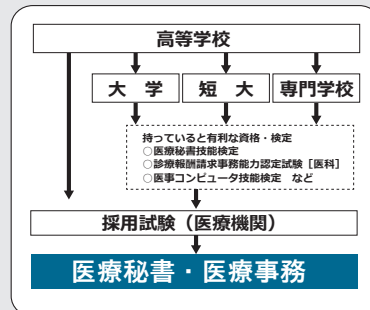 高等学校
大　学
短　大
専門学校
持っていると有利な資格・検定
○医療秘書技能検定
○診療報酬請求事務能力認定試験［医科］
○医事コンピュータ技能検定　など
採用試験（医療機関）
医療秘書・医療事務